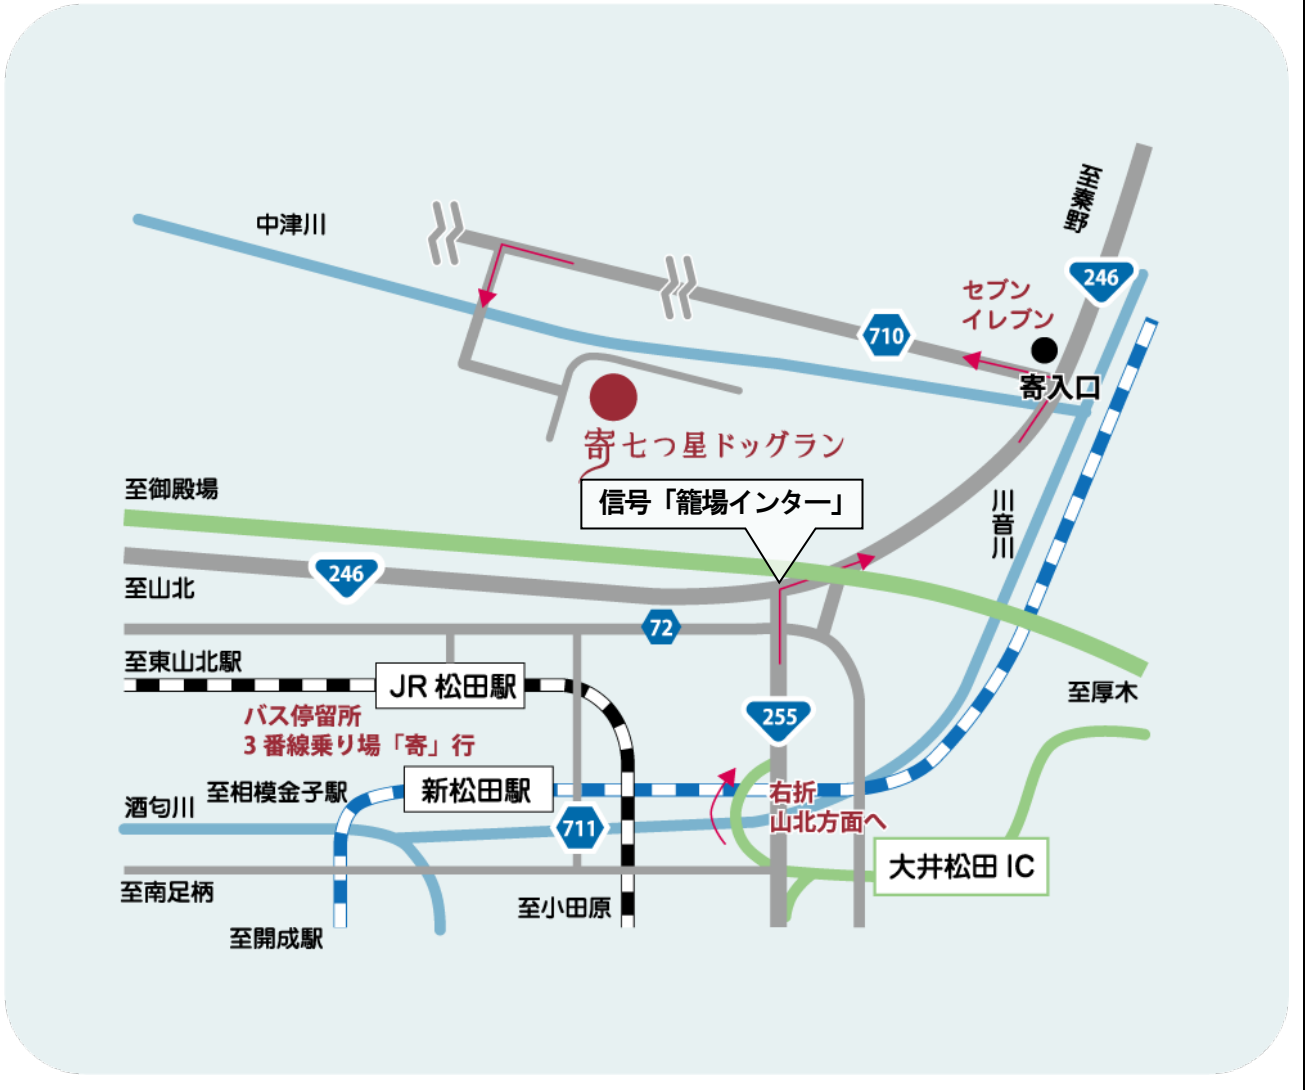 至秦野
中津川
246
セブン
イレブン
710
寄入口
寄七つ星ドッグラン
至御殿場
信号「籠場インター」
川音川
246
至山北
72
至東山北駅
JR 松田駅
至厚木
バス停留所
3番線乗り場「寄」行
255
至相模金子駅
新松田駅
右折
山北方面へ
酒匂川
711
大井松田 IC
至南足柄
至小田原
至開成駅